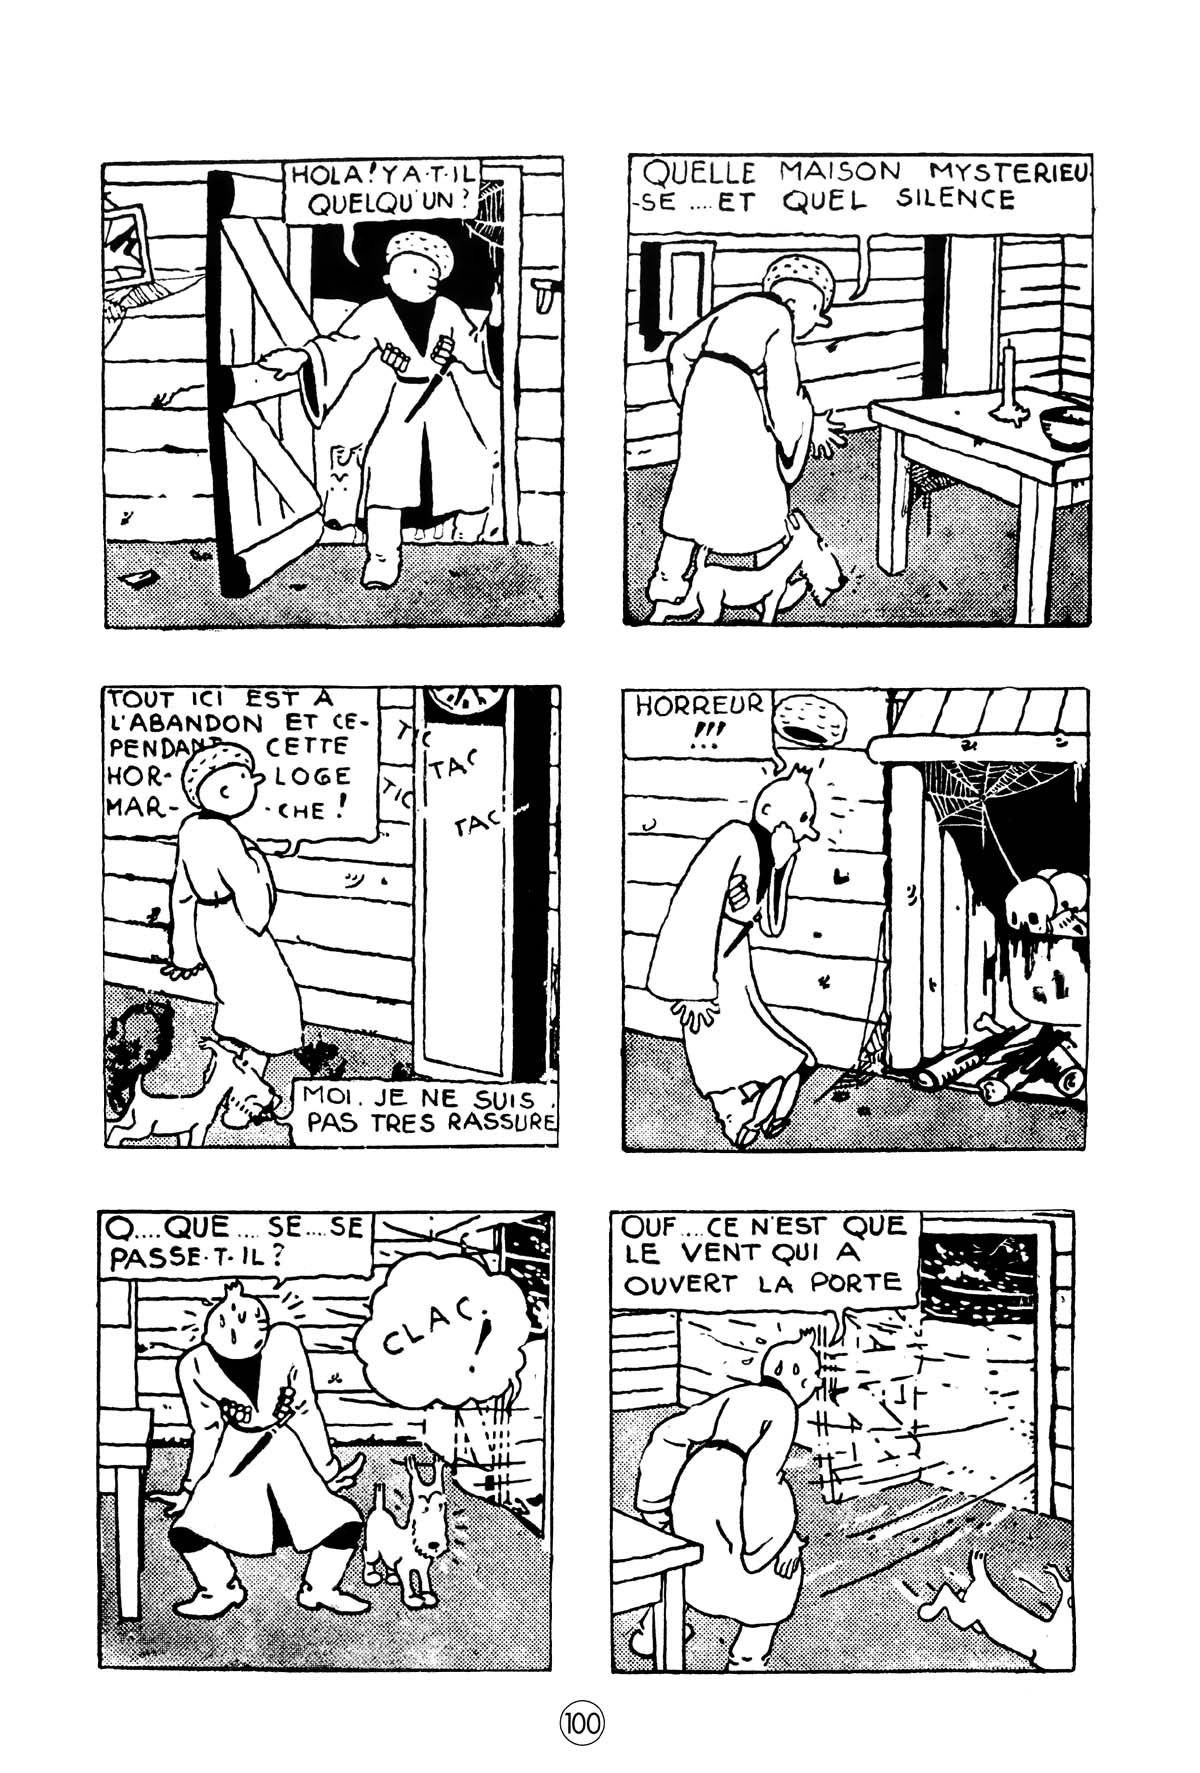 HOLA! Y A-T-IL
QUELQU'UN?
QUELLE MAISON MYSTERIEU-
-SE .... ET QUEL SILENCE
TOUT ICI EST A
L'ABANDON ET CE-
PENDANT CETTE
HOR- LOGE
MAR- -CHE!
TIC
TAC
TIC
TAC
MOI. JE NE SUIS
PAS TRES RASSURE
HORREUR
!!!
Q.... QUE .... SE .... SE
PASSE-T-IL?
CLAC!
OUF .... CE N'EST QUE
LE VENT QUI A
OUVERT LA PORTE
100